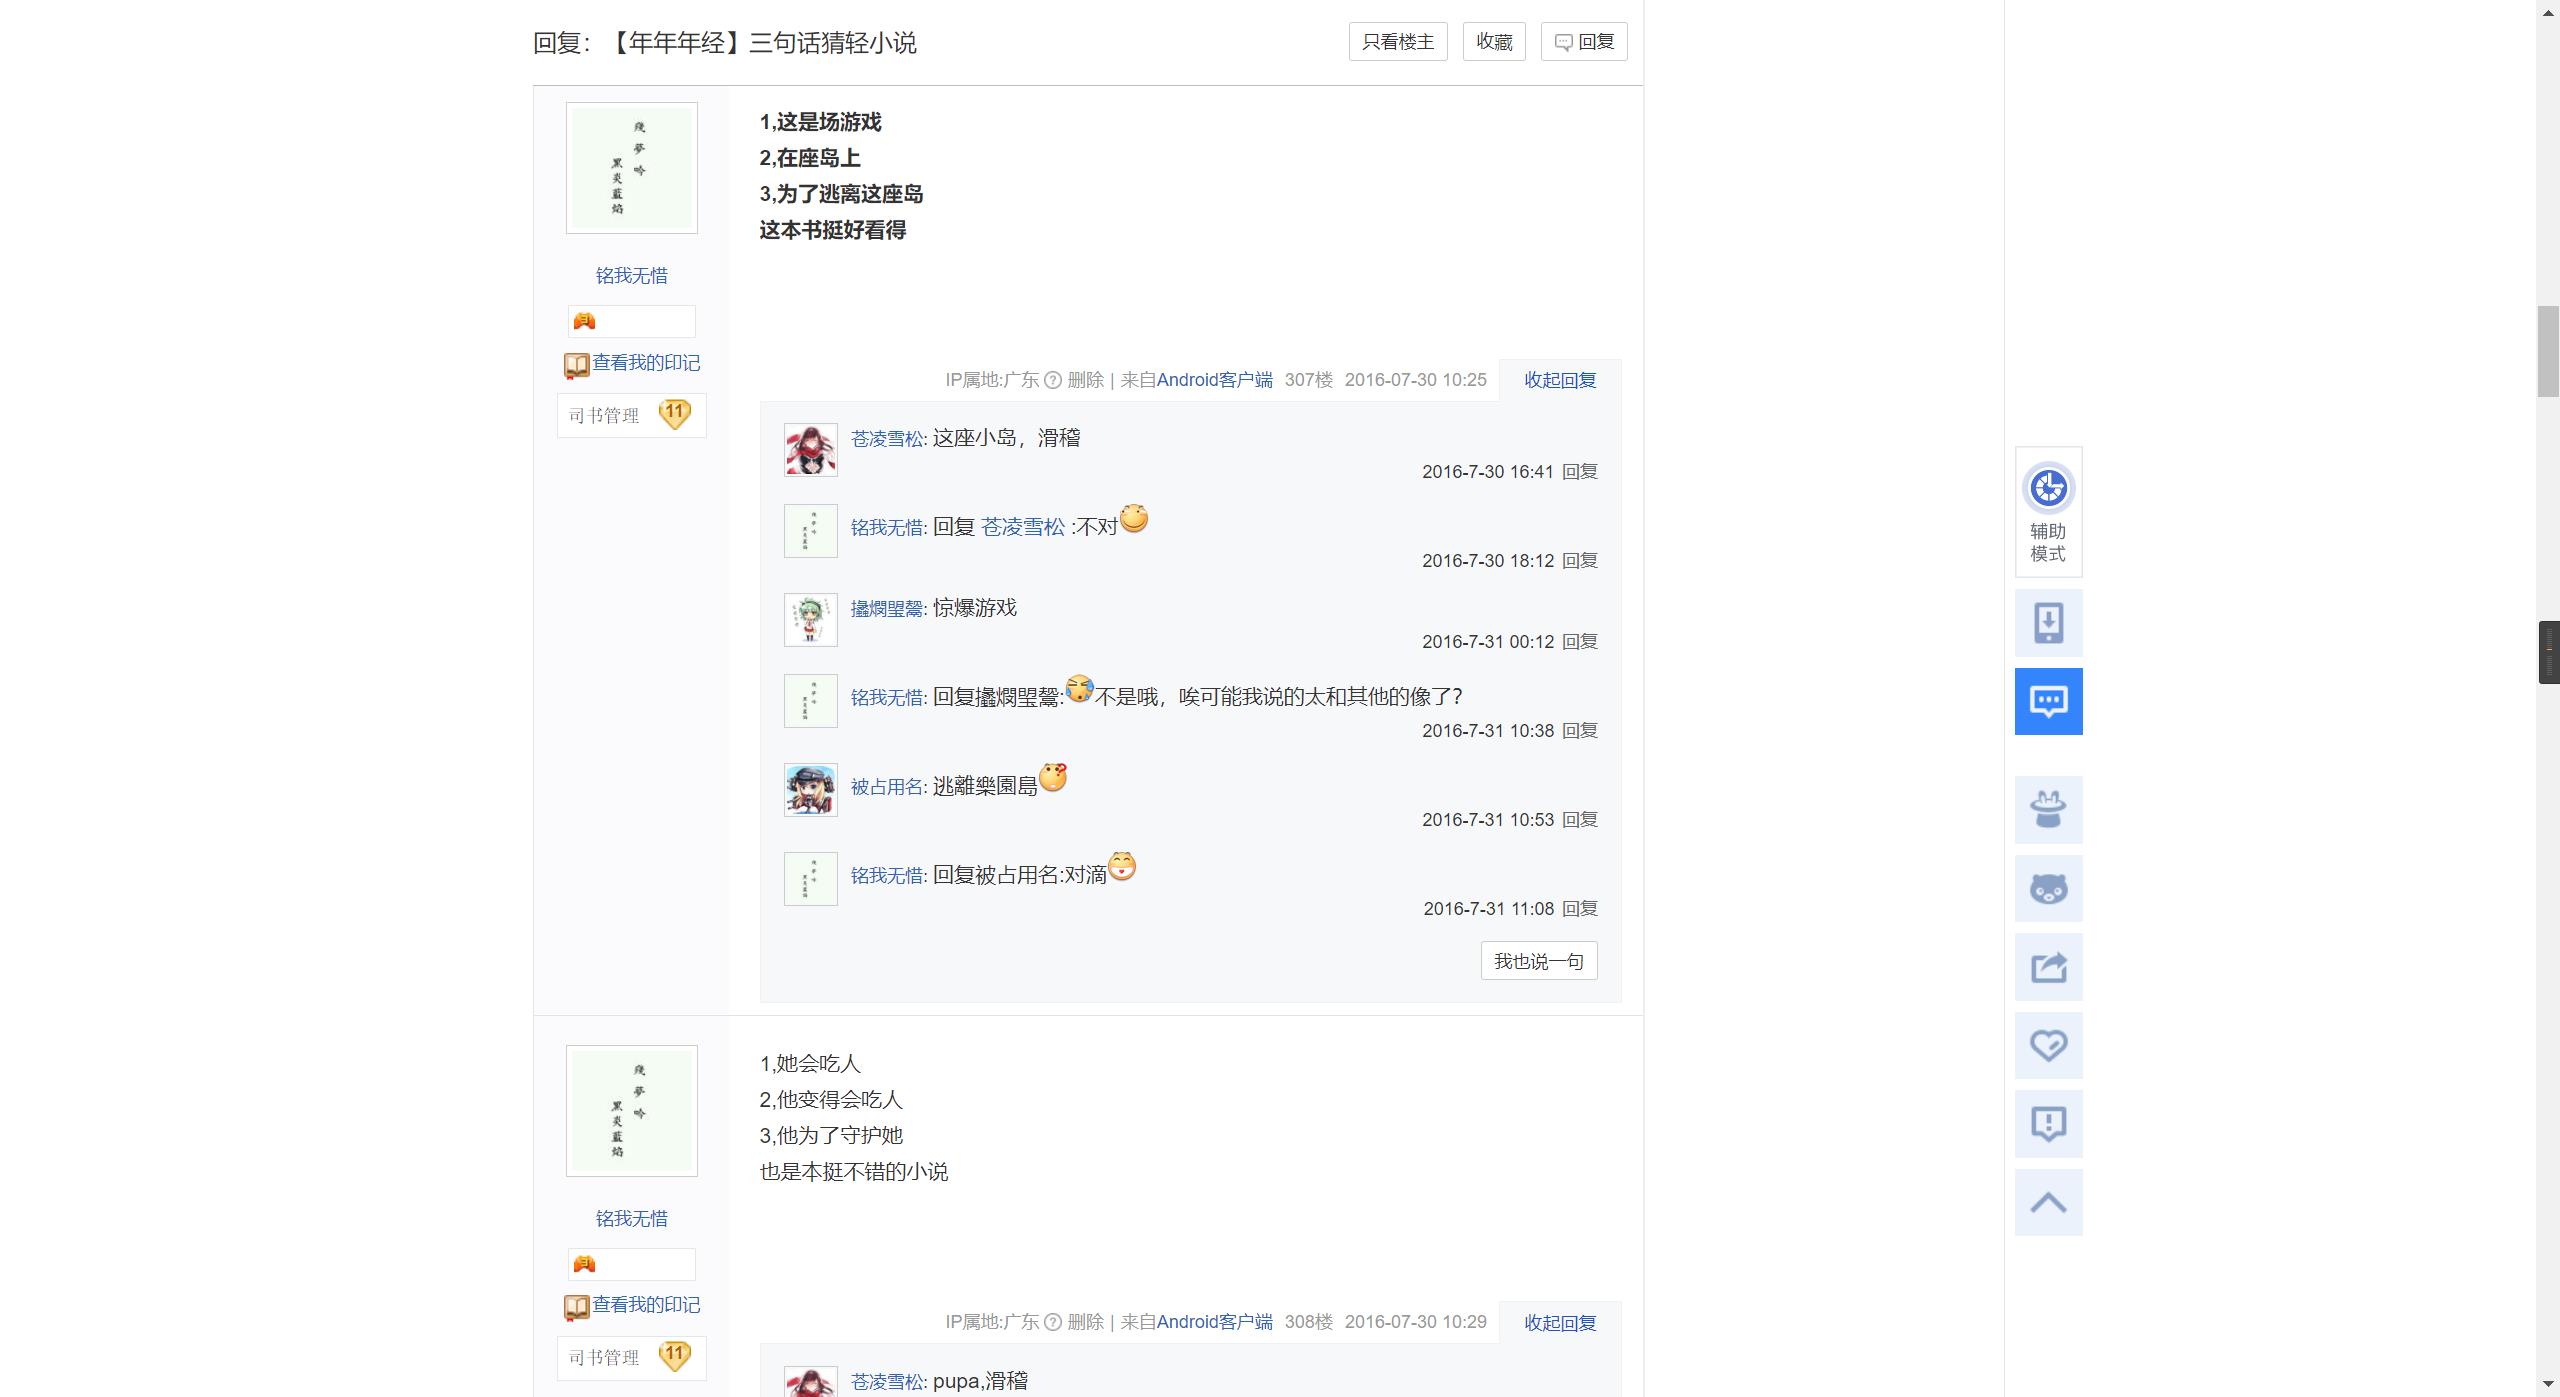 回复：【年年年经】三句话猜轻小说
只看楼主
收藏
回复
残梦吟
黑炎蓝焰
铭我无惜
3
查看我的印记
司书管理 11
1,这是场游戏
2,在座岛上
3,为了逃离这座岛
这本书挺好看得
IP属地:广东 删除 | 来自Android客户端 307楼 2016-07-30 10:25 收起回复
苍凌雪松: 这座小岛，滑稽
2016-7-30 16:41 回复
铭我无惜: 回复 苍凌雪松 :不对
2016-7-30 18:12 回复
惊爆游戏
2016-7-31 00:12 回复
铭我无惜: 回复 不是哦，唉可能我说的太和其他的像了?
2016-7-31 10:38 回复
被占用名: 逃離樂園島
2016-7-31 10:53 回复
铭我无惜: 回复被占用名:对滴
2016-7-31 11:08 回复
我也说一句
铭我无惜
3
查看我的印记
司书管理 11
1,她会吃人
2,他变得会吃人
3,他为了守护她
也是本挺不错的小说
IP属地:广东 删除 | 来自Android客户端 308楼 2016-07-30 10:29 收起回复
苍凌雪松: pupa,滑稽
辅助
模式